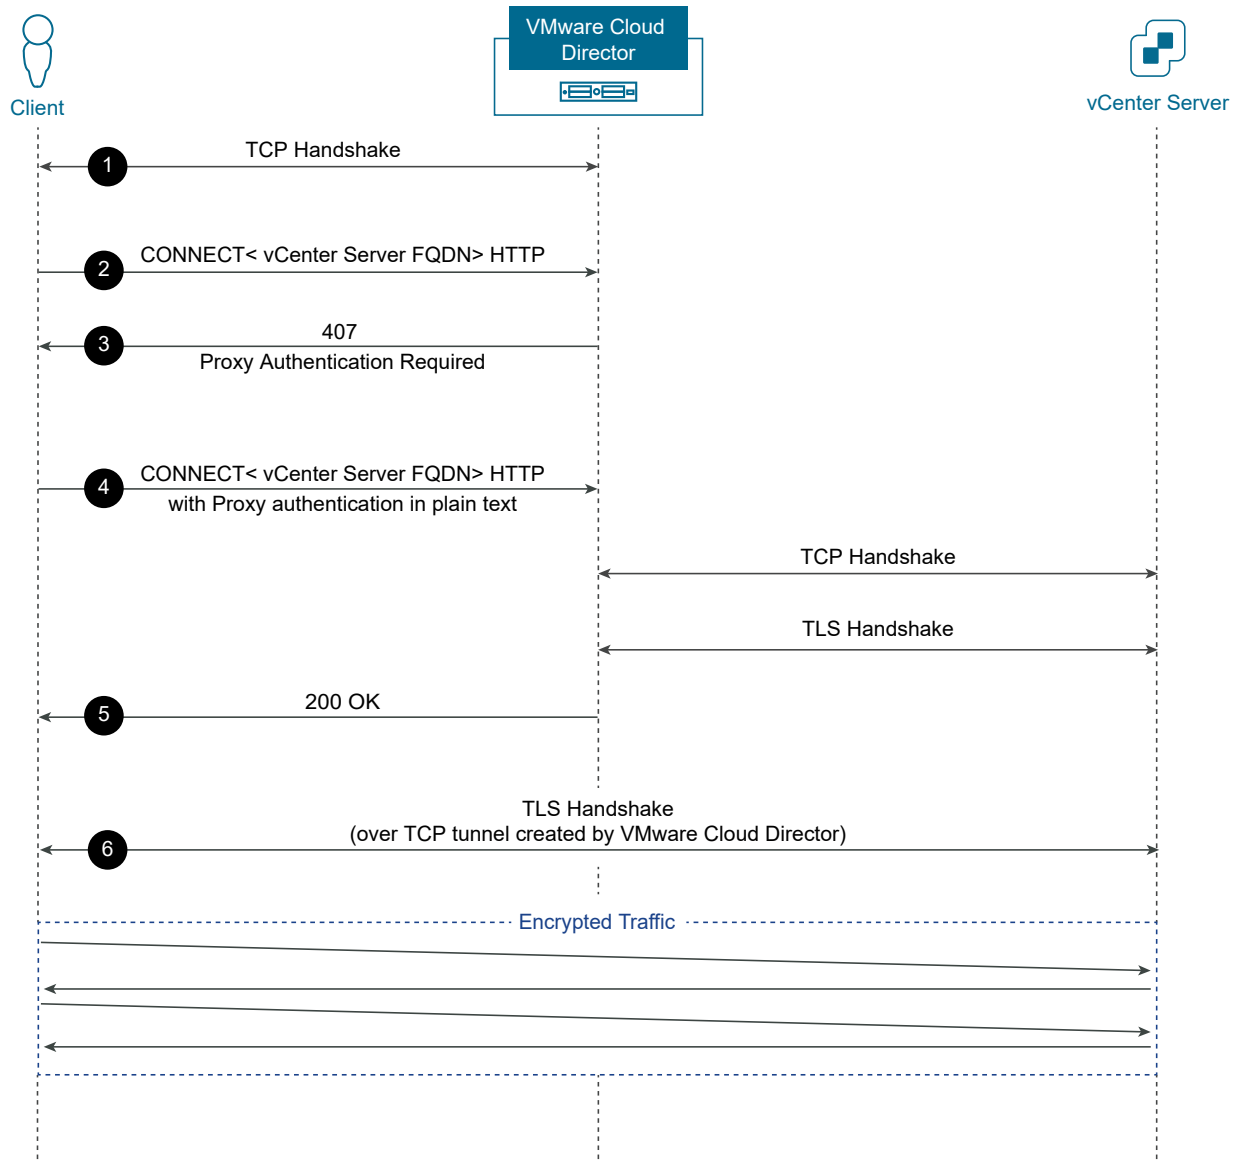 VMware Cloud
Director
Client
vCenter Server
TCP Handshake
1
CONNECT< vCenter Server FQDN> HTTP
2
407
3
Proxy Authentication Required
CONNECT< vCenter Server FQDN> HTTP
4
with Proxy authentication in plain text
TCP Handshake
TLS Handshake
200 OK
5
TLS Handshake
(over TCP tunnel created by VMware Cloud Director)
6
Encrypted Traffic